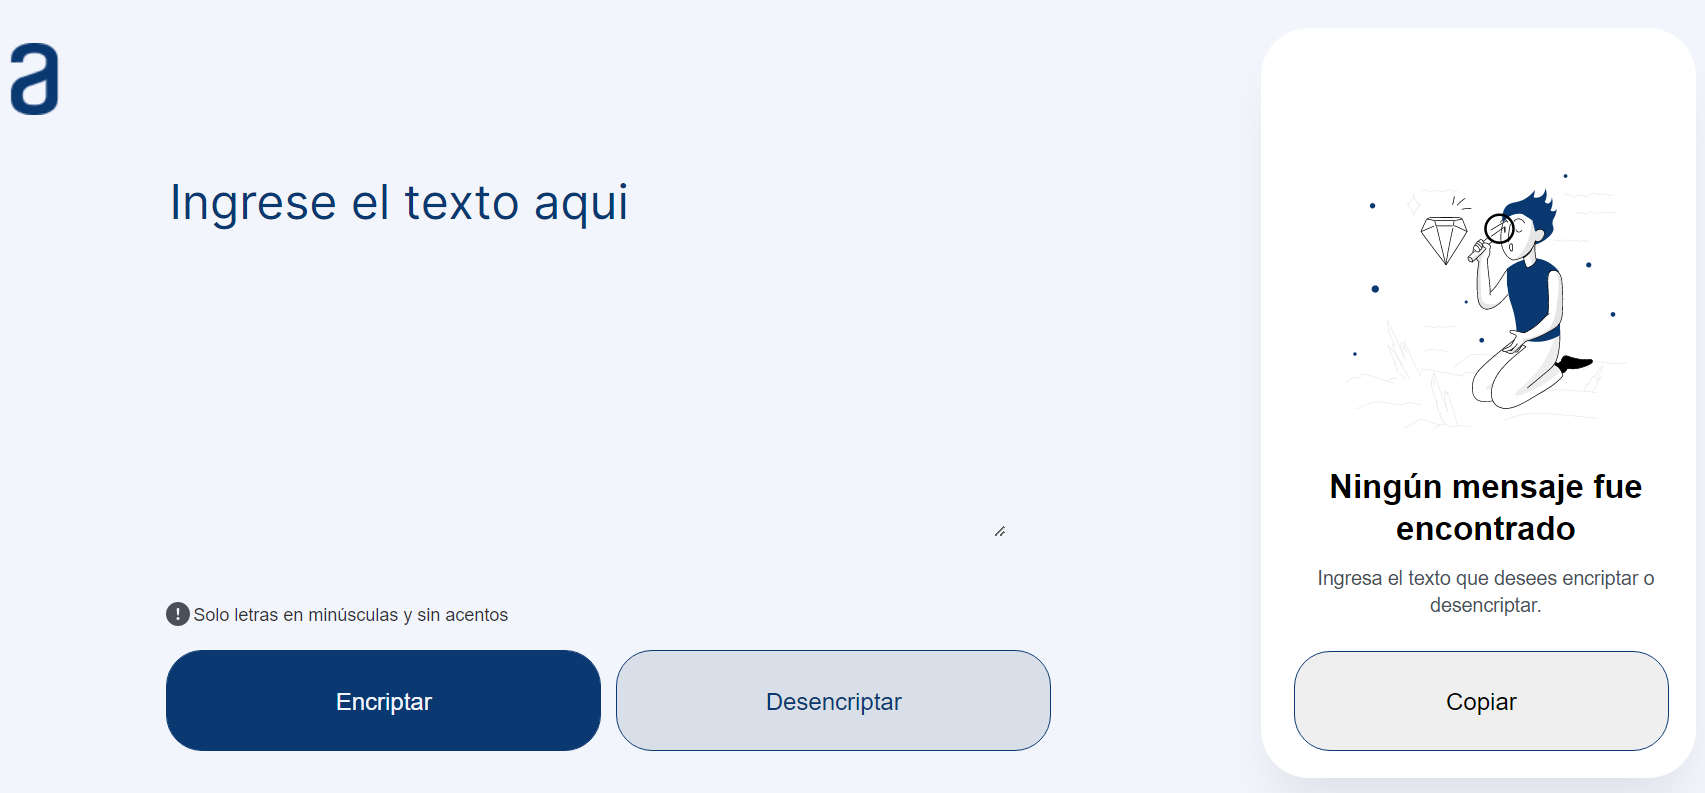 a
Ingrese el texto aqui
Solo letras en minúsculas y sin acentos
Encriptar
Desencriptar
Ningún mensaje fue
encontrado
Ingresa el texto que desees encriptar o
desencriptar.
Copiar